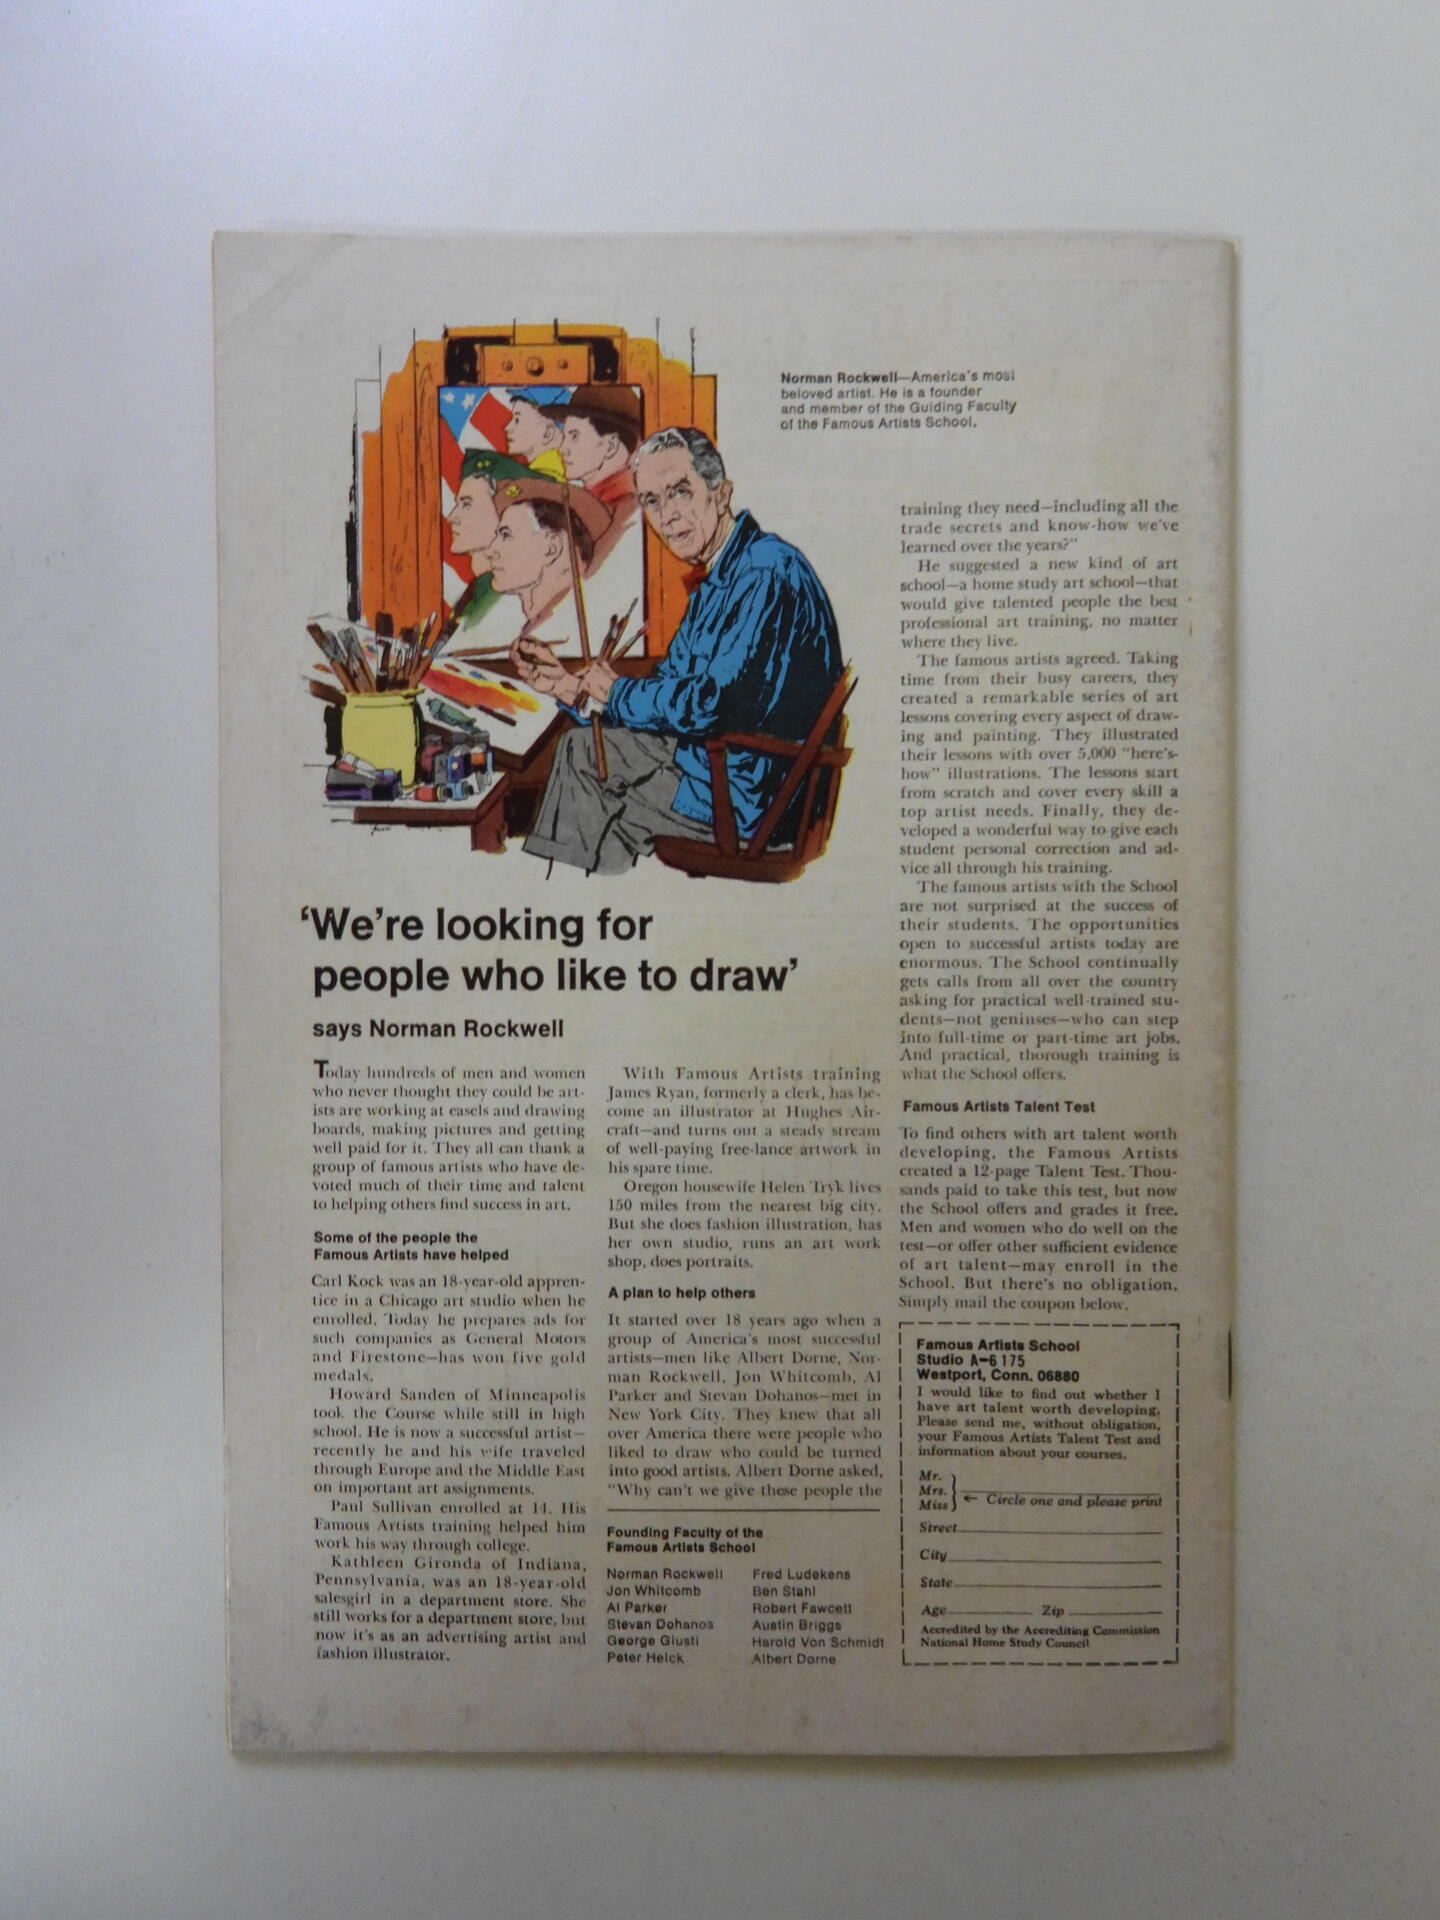 Norman Rockwell—America's most
beloved artist. He is a founder
and member of the Guiding Faculty
of the Famous Artists School.
'We're looking for
people who like to draw'
says Norman Rockwell
Today hundreds of men and women
who never thought they could be art-
ists are working at easels and drawing
boards, making pictures and getting
well paid for it. They all can thank a
group of famous artists who have de-
voted much of their time and talent
to helping others find success in art.
Some of the people the
Famous Artists have helped
Carl Kock was an 18-year-old appren-
tice in a Chicago art studio when he
enrolled. Today he prepares ads for
such companies as General Motors
and Firestone—has won five gold
medals.
Howard Sanden of Minneapolis
took the Course while still in high
school. He is now a successful artist—
recently he and his wife traveled
through Europe and the Middle East
on important art assignments.
Paul Sullivan enrolled at 14. His
Famous Artists training helped him
work his way through college.
Kathleen Gironda of Indiana,
Pennsylvania, was an 18-year-old
salesgirl in a department store. She
still works for a department store, but
now it's as an advertising artist and
fashion illustrator.
With Famous Artists training
James Ryan, formerly a clerk, has be-
come an illustrator at Hughes Air-
craft—and turns out a steady stream
of well-paying free-lance artwork in
his spare time.
Oregon housewife Helen Tryk lives
150 miles from the nearest big city.
But she does fashion illustration, has
her own studio, runs an art work
shop, does portraits.
A plan to help others
It started over 18 years ago when a
group of America's most successful
artists—men like Albert Dorne, Nor-
man Rockwell, Jon Whitcomb, Al
Parker and Stevan Dohanos—met in
New York City. They knew that all
over America there were people who
liked to draw who could be turned
into good artists. Albert Dorne asked,
"Why can't we give these people the
Founding Faculty of the
Famous Artists School
Norman Rockwell
Jon Whitcomb
Al Parker
Stevan Dohanos
George Giusti
Peter Helck
Fred Ludekens
Ben Stahl
Robert Fawcett
Austin Briggs
Harold Von Schmidt
Albert Dorne
training they need—including all the
trade secrets and know-how we've
learned over the years?"
He suggested a new kind of art
school—a home study art school—that
would give talented people the best
professional art training, no matter
where they live.
The famous artists agreed. Taking
time from their busy careers, they
created a remarkable series of art
lessons covering every aspect of draw-
ing and painting. They illustrated
their lessons with over 5,000 "here's-
how" illustrations. The lessons start
from scratch and cover every skill a
top artist needs. Finally, they de-
veloped a wonderful way to give each
student personal correction and ad-
vice all through his training.
The famous artists with the School
are not surprised at the success of
their students. The opportunities
open to successful artists today are
enormous. The School continually
gets calls from all over the country
asking for practical well-trained stu-
dents—not geniuses—who can step
into full-time or part-time art jobs.
And practical, thorough training is
what the School offers.
Famous Artists Talent Test
To find others with art talent worth
developing, the Famous Artists
created a 12-page Talent Test. Thou-
sands paid to take this test, but now
the School offers and grades it free.
Men and women who do well on the
test—or offer other sufficient evidence
of art talent—may enroll in the
School. But there's no obligation.
Simply mail the coupon below.
Famous Artists School
Studio A-6175
Westport, Conn. 06880
I would like to find out whether I
have art talent worth developing.
Please send me, without obligation,
your Famous Artists Talent Test and
information about your courses.
Mr.
Mrs.
Miss
← Circle one and please print
Street
City
State
Age Zip
Accredited by the Accrediting Commission
National Home Study Council